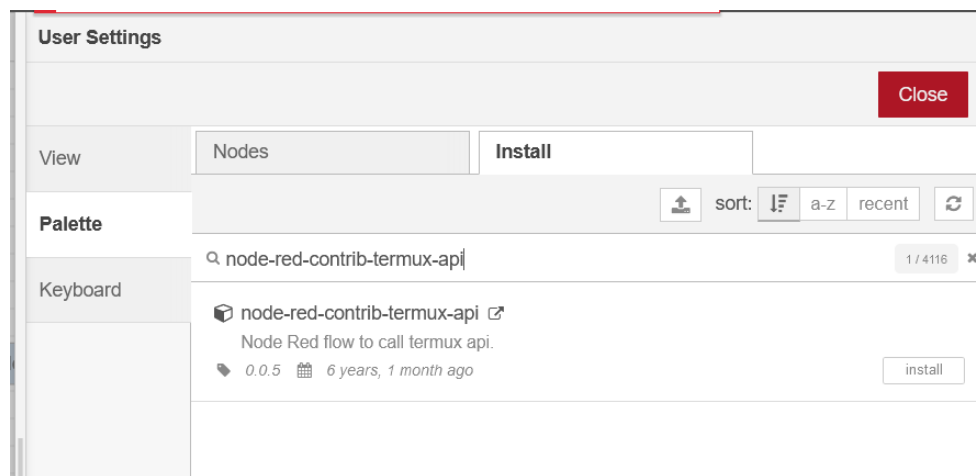 User Settings
Close
View
Nodes
Install
sort: a-z recent
Palette
node-red-contrib-termux-api
1 / 4116
Keyboard
node-red-contrib-termux-api
Node Red flow to call termux api.
0.0.5 6 years, 1 month ago
install